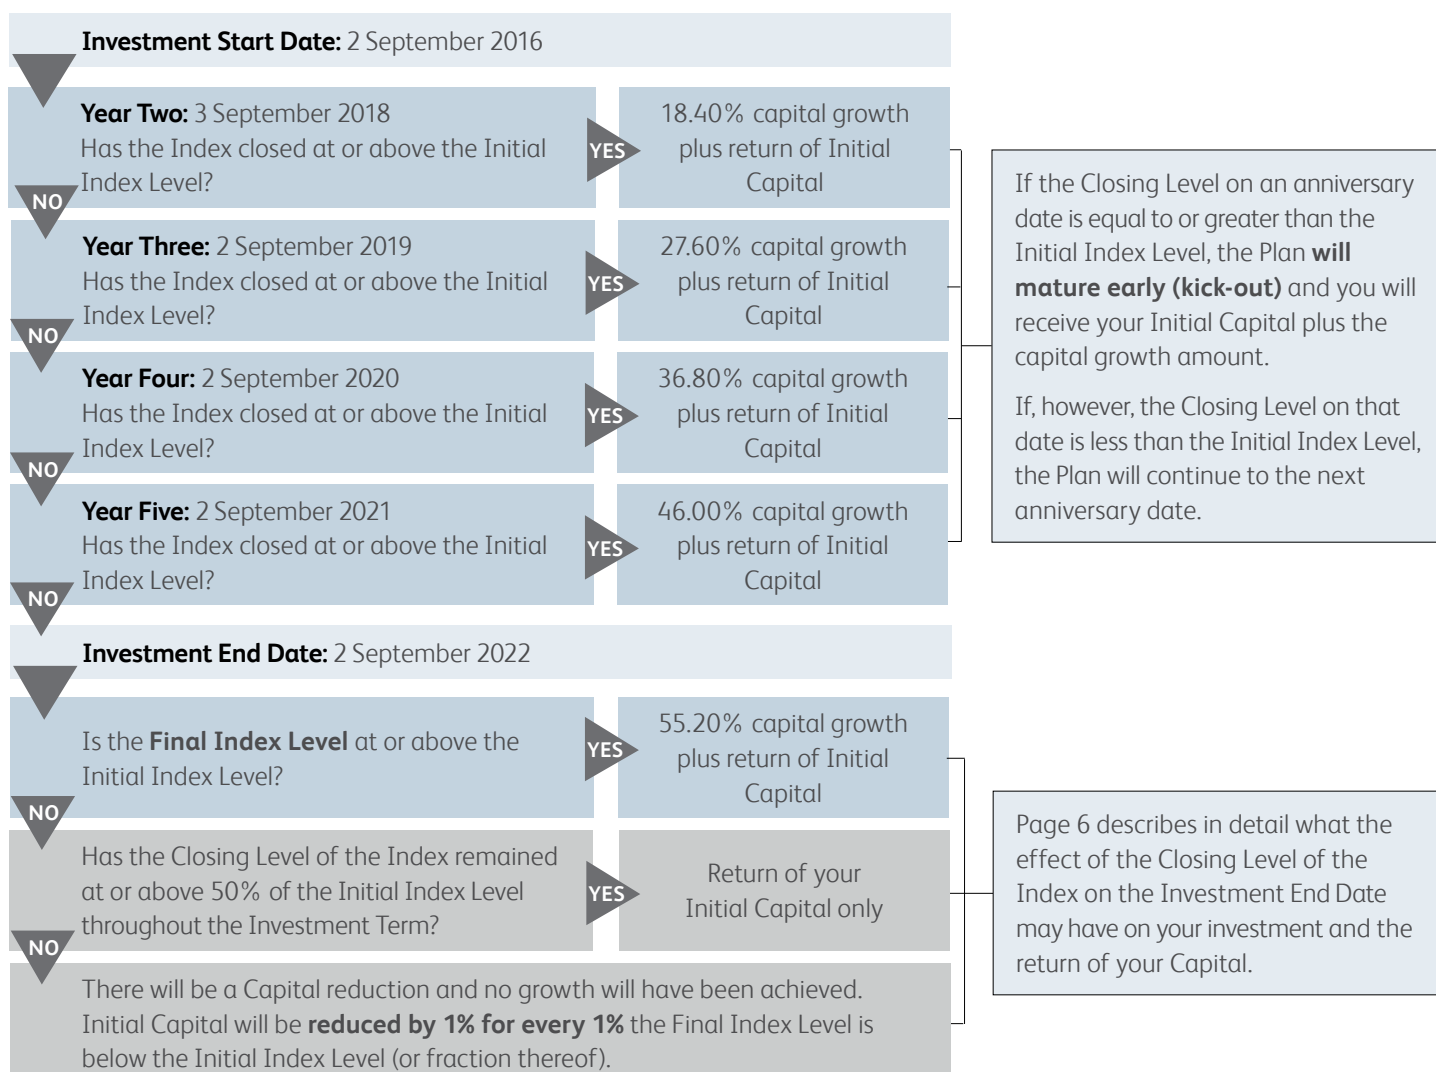 Investment Start Date: 2 September 2016
Year Two: 3 September 2018
Has the Index closed at or above the Initial
Index Level?
YES
18.40% capital growth
plus return of Initial
Capital
NO
Year Three: 2 September 2019
Has the Index closed at or above the Initial
Index Level?
YES
27.60% capital growth
plus return of Initial
Capital
NO
Year Four: 2 September 2020
Has the Index closed at or above the Initial
Index Level?
YES
36.80% capital growth
plus return of Initial
Capital
NO
Year Five: 2 September 2021
Has the Index closed at or above the Initial
Index Level?
YES
46.00% capital growth
plus return of Initial
Capital
NO
If the Closing Level on an anniversary
date is equal to or greater than the
Initial Index Level, the Plan will
mature early (kick-out) and you will
receive your Initial Capital plus the
capital growth amount.
If, however, the Closing Level on that
date is less than the Initial Index Level,
the Plan will continue to the next
anniversary date.
Investment End Date: 2 September 2022
Is the Final Index Level at or above the
Initial Index Level?
YES
55.20% capital growth
plus return of Initial
Capital
NO
Has the Closing Level of the Index remained
at or above 50% of the Initial Index Level
throughout the Investment Term?
YES
Return of your
Initial Capital only
NO
There will be a Capital reduction and no growth will have been achieved.
Initial Capital will be reduced by 1% for every 1% the Final Index Level is
below the Initial Index Level (or fraction thereof).
Page 6 describes in detail what the
effect of the Closing Level of the
Index on the Investment End Date
may have on your investment and the
return of your Capital.